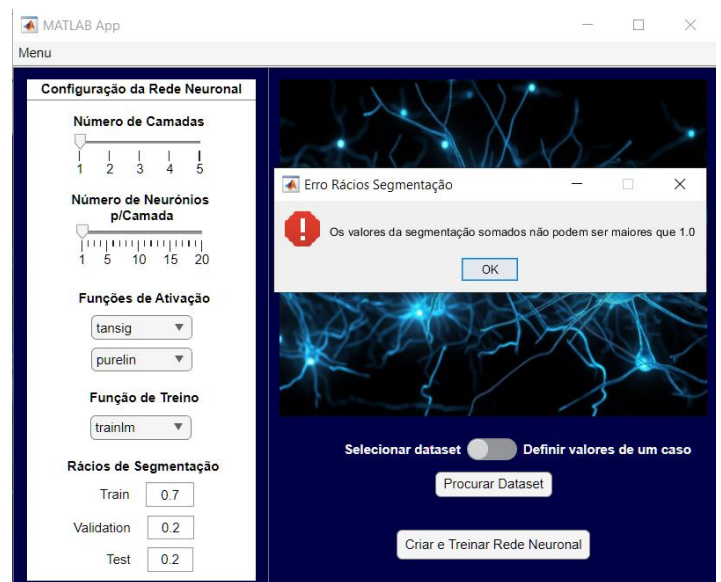 MATLAB App
Menu
Configuração da Rede Neuronal
Número de Camadas
1 2 3 4 5
Número de Neurónios
p/Camada
1 5 10 15 20
Funções de Ativação
tansig
purelin
Função de Treino
trainlm
Rácios de Segmentação
Train 0.7
Validation 0.2
Test 0.2
Erro Rácios Segmentação
Os valores da segmentação somados não podem ser maiores que 1.0
OK
Selecionar dataset Definir valores de um caso
Procurar Dataset
Criar e Treinar Rede Neuronal